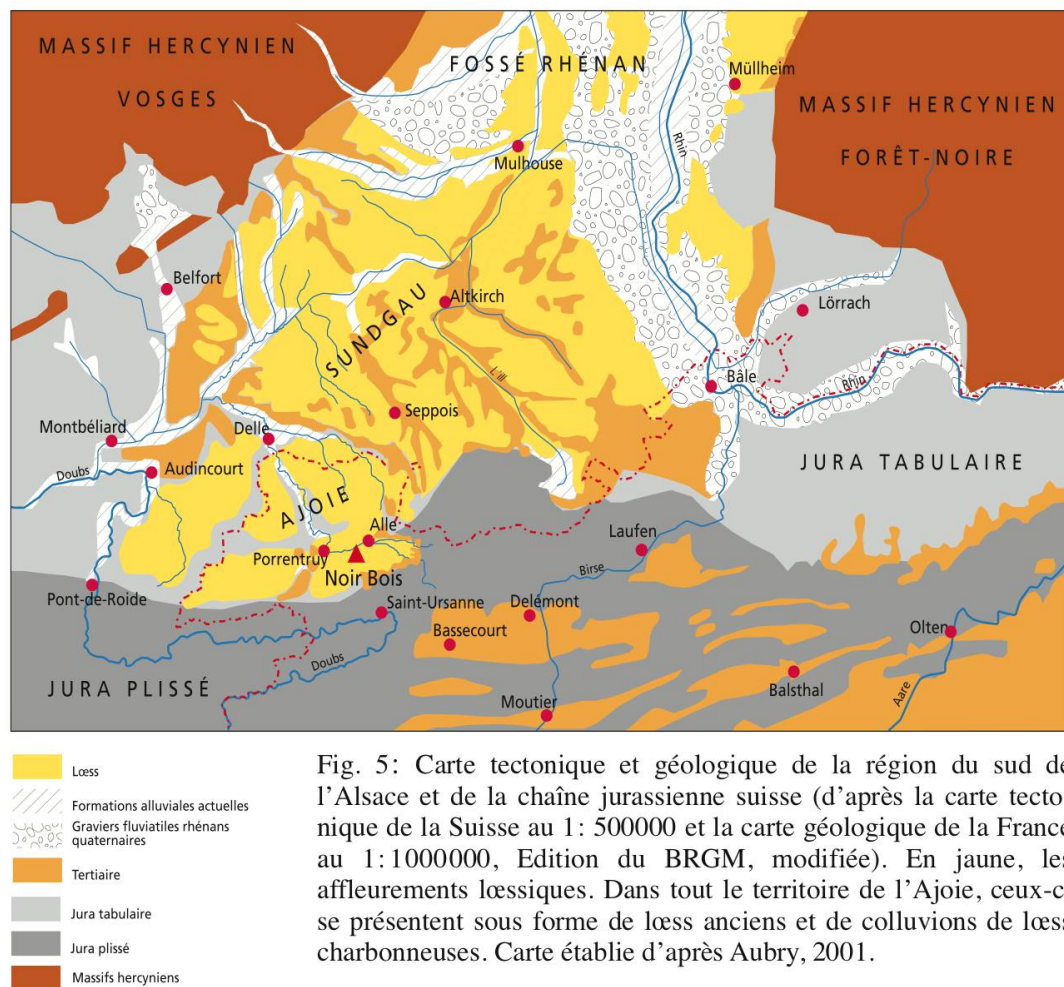 MASSIF HERCYNIEN
VOSGES
FOSSÉ RHÉNAN
Müllheim
MASSIF HERCYNIEN
FORÊT-NOIRE
Mulhouse
Rhin
Belfort
Altkirch
Lörrach
SUNDGAU
L'Ill
Bâle
Rhin
Seppois
Montbéliard
Delle
Doubs
Audincourt
JURA TABULAIRE
AJOIE
Alle
Laufen
Porrentruy
Noir Bois
Birse
Pont-de-Roide
Saint-Ursanne
Delémont
Bassecourt
Olten
Doubs
JURA PLISSÉ
Balsthal
Moutier
Aare
Lœss
Formations alluviales actuelles
Graviers fluviatiles rhénans
quaternaires
Tertiaire
Jura tabulaire
Jura plissé
Massifs hercyniens
Fig. 5: Carte tectonique et géologique de la région du sud de
l'Alsace et de la chaîne jurassienne suisse (d'après la carte tecto
nique de la Suisse au 1: 500000 et la carte géologique de la France
au 1:1000000, Edition du BRGM, modifiée). En jaune, les
affleurements lœssiques. Dans tout le territoire de l'Ajoie, ceux-c
se présentent sous forme de lœss anciens et de colluvions de lœss
charbonneuses. Carte établie d'après Aubry, 2001.